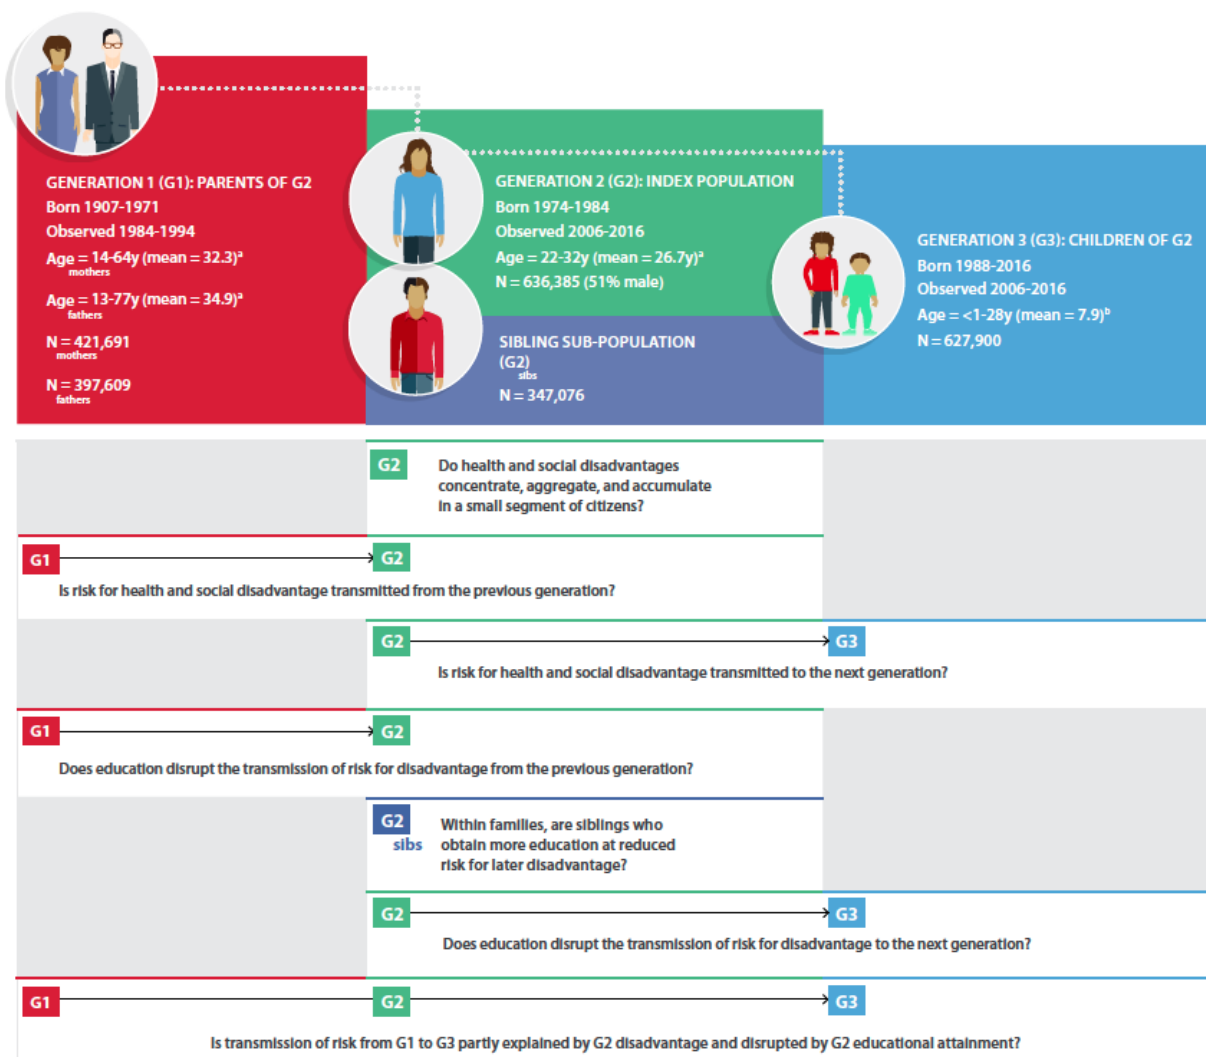 GENERATION 1 (G1): PARENTS OF G2
Born 1907-1971
Observed 1984-1994
Age mothers = 14-64y (mean = 32.3)ᵃ
Age fathers = 13-77y (mean = 34.9)ᵃ
N mothers = 421,691
N fathers = 397,609
GENERATION 2 (G2): INDEX POPULATION
Born 1974-1984
Observed 2006-2016
Age = 22-32y (mean = 26.7y)ᵃ
N = 636,385 (51% male)
SIBLING SUB-POPULATION
(G2) sibs
N = 347,076
GENERATION 3 (G3): CHILDREN OF G2
Born 1988-2016
Observed 2006-2016
Age = <1-28y (mean = 7.9)ᵇ
N = 627,900
G2
Do health and social disadvantages
concentrate, aggregate, and accumulate
in a small segment of citizens?
G1 G2
Is risk for health and social disadvantage transmitted from the previous generation?
G2 G3
Is risk for health and social disadvantage transmitted to the next generation?
G1 G2
Does education disrupt the transmission of risk for disadvantage from the previous generation?
G2 sibs
Within families, are siblings who
obtain more education at reduced
risk for later disadvantage?
G2 G3
Does education disrupt the transmission of risk for disadvantage to the next generation?
G1 G2 G3
Is transmission of risk from G1 to G3 partly explained by G2 disadvantage and disrupted by G2 educational attainment?